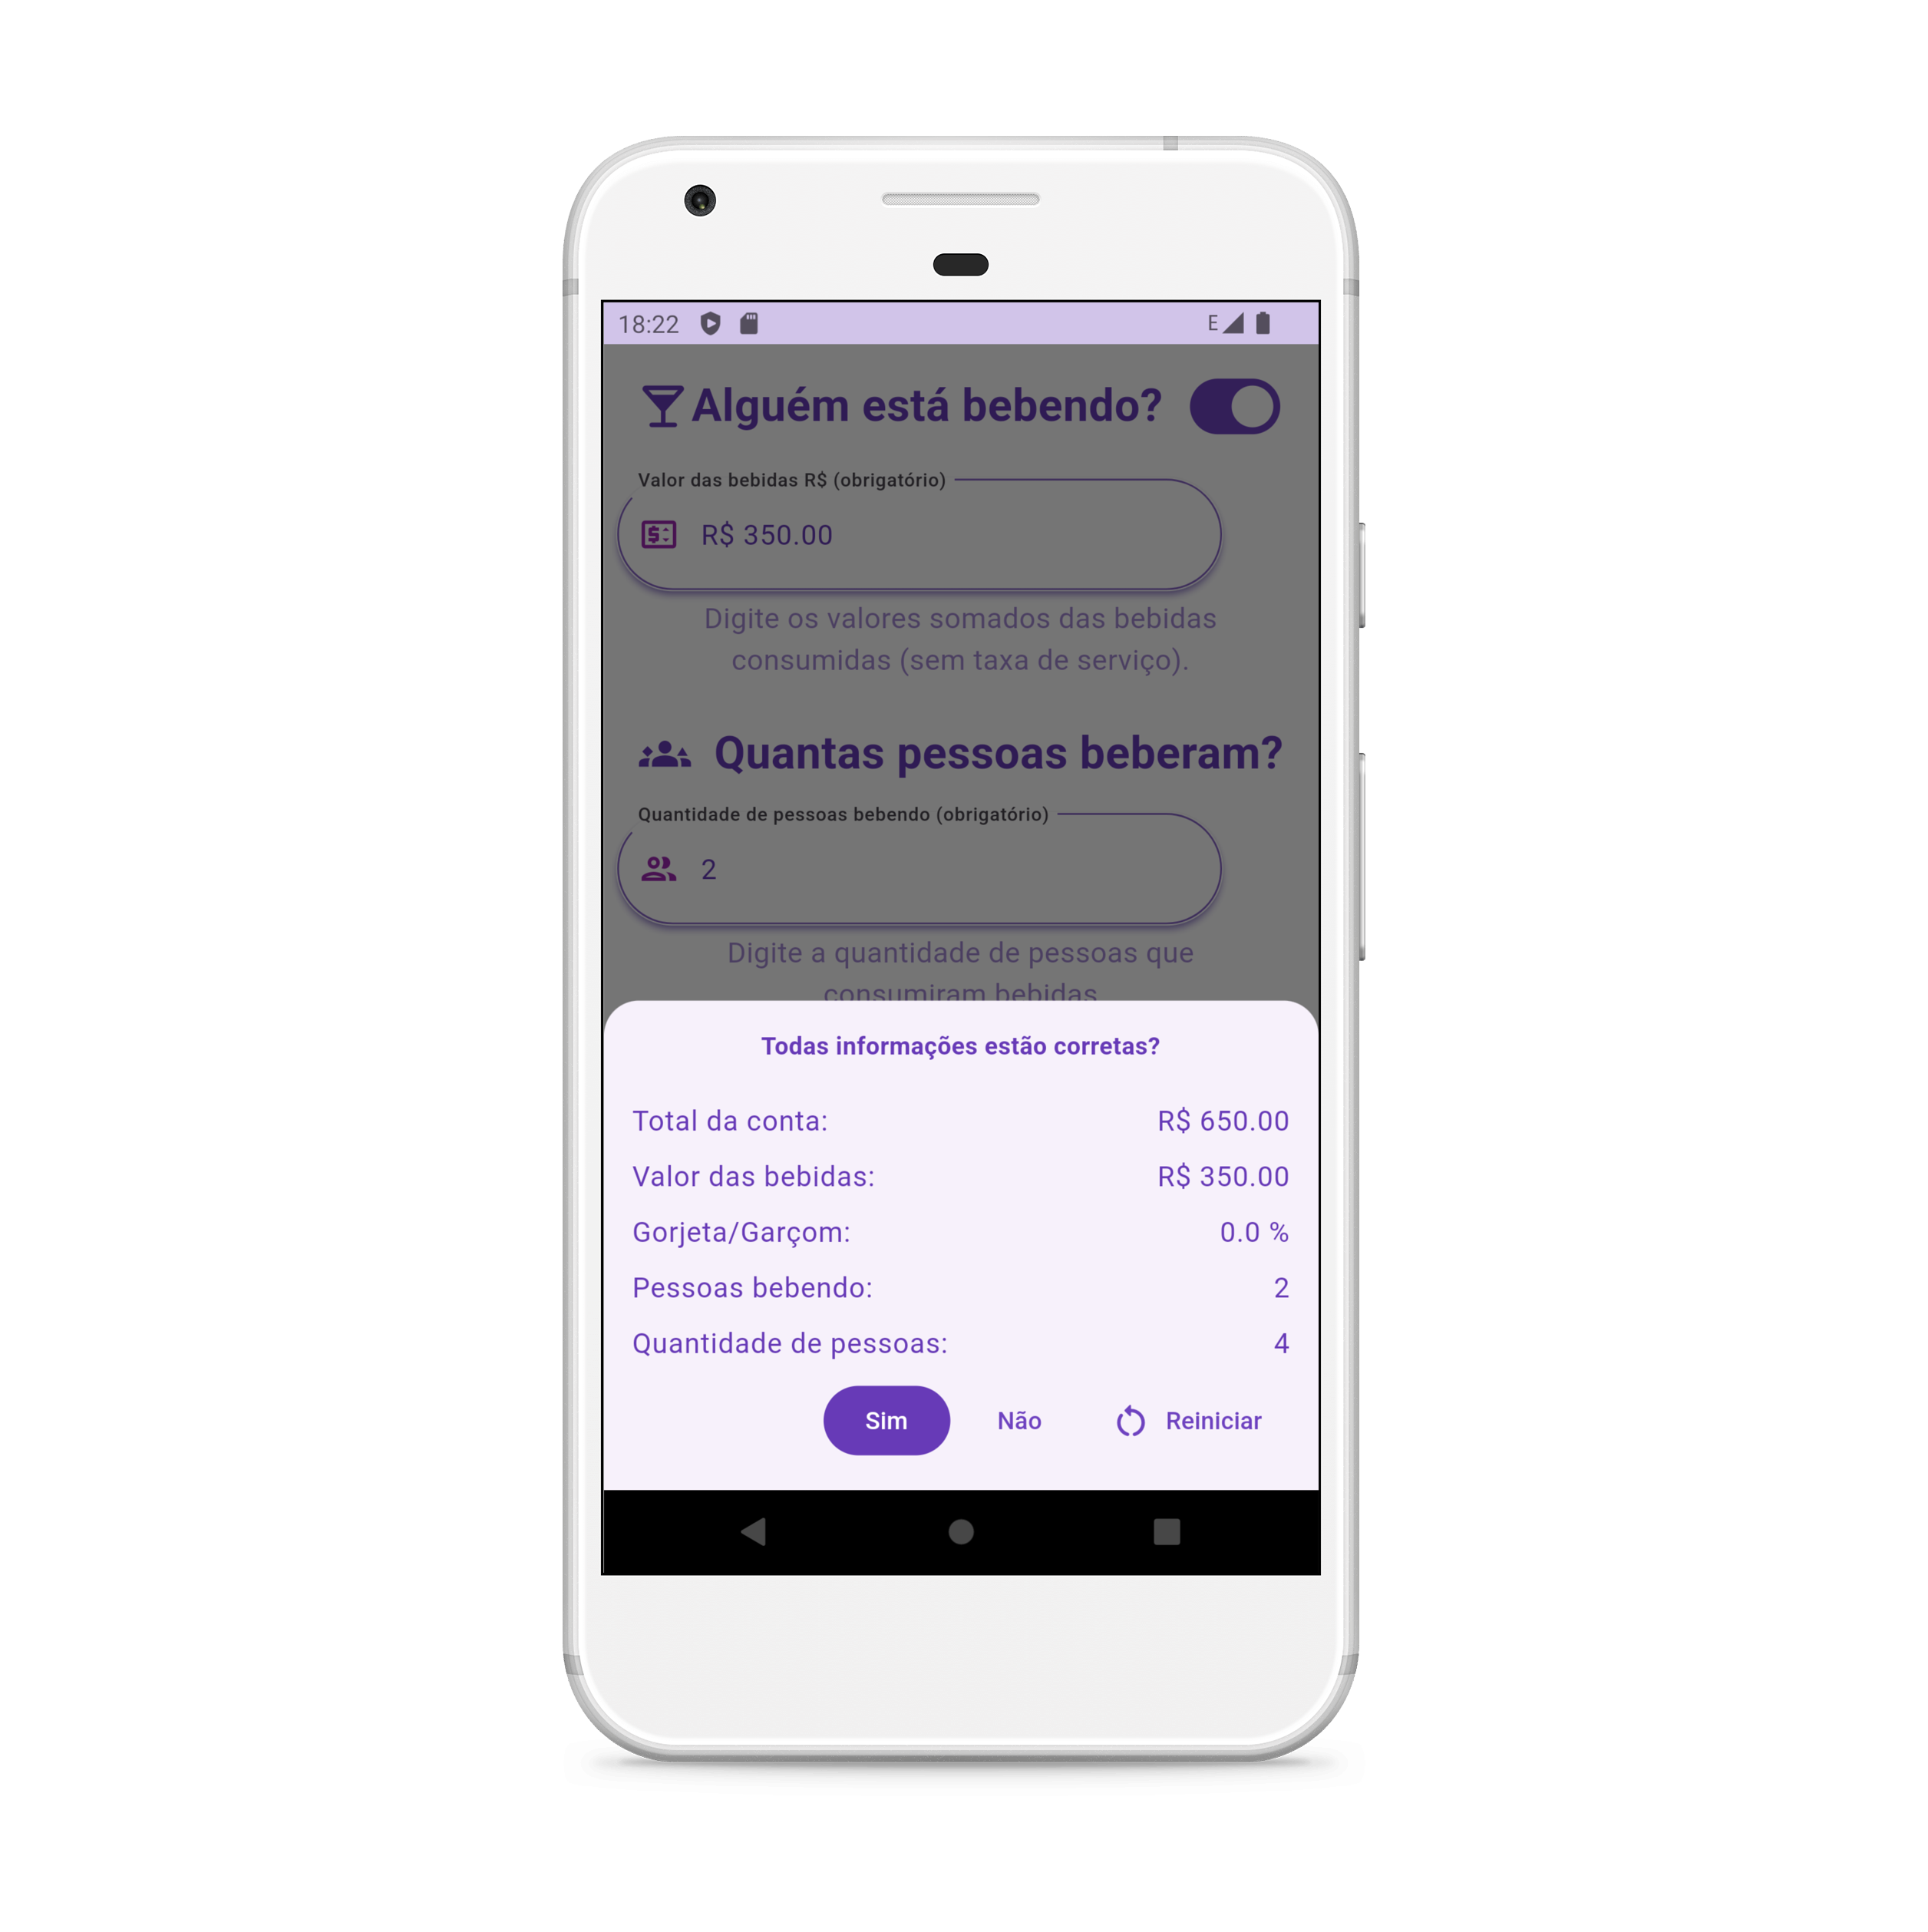 18:22 E
Alguém está bebendo?
Valor das bebidas R$ (obrigatório)
R$ 350.00
Digite os valores somados das bebidas
consumidas (sem taxa de serviço).
Quantas pessoas beberam?
Quantidade de pessoas bebendo (obrigatório)
2
Digite a quantidade de pessoas que
consumiram bebidas
Todas informações estão corretas?
Total da conta: R$ 650.00
Valor das bebidas: R$ 350.00
Gorjeta/Garçom: 0.0 %
Pessoas bebendo: 2
Quantidade de pessoas: 4
Sim Não Reiniciar